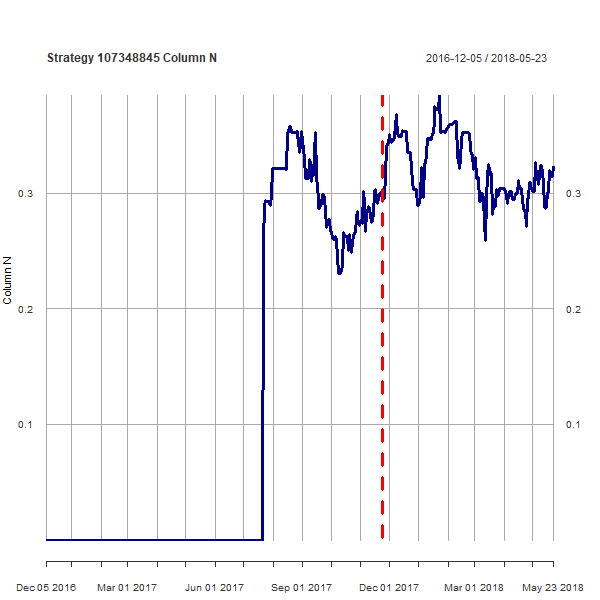 Strategy 107348845 Column N
2016-12-05 / 2018-05-23
Column N
0.3
0.3
0.2
0.2
0.1
0.1
Dec 05 2016
Mar 01 2017
Jun 01 2017
Sep 01 2017
Dec 01 2017
Mar 01 2018
May 23 2018